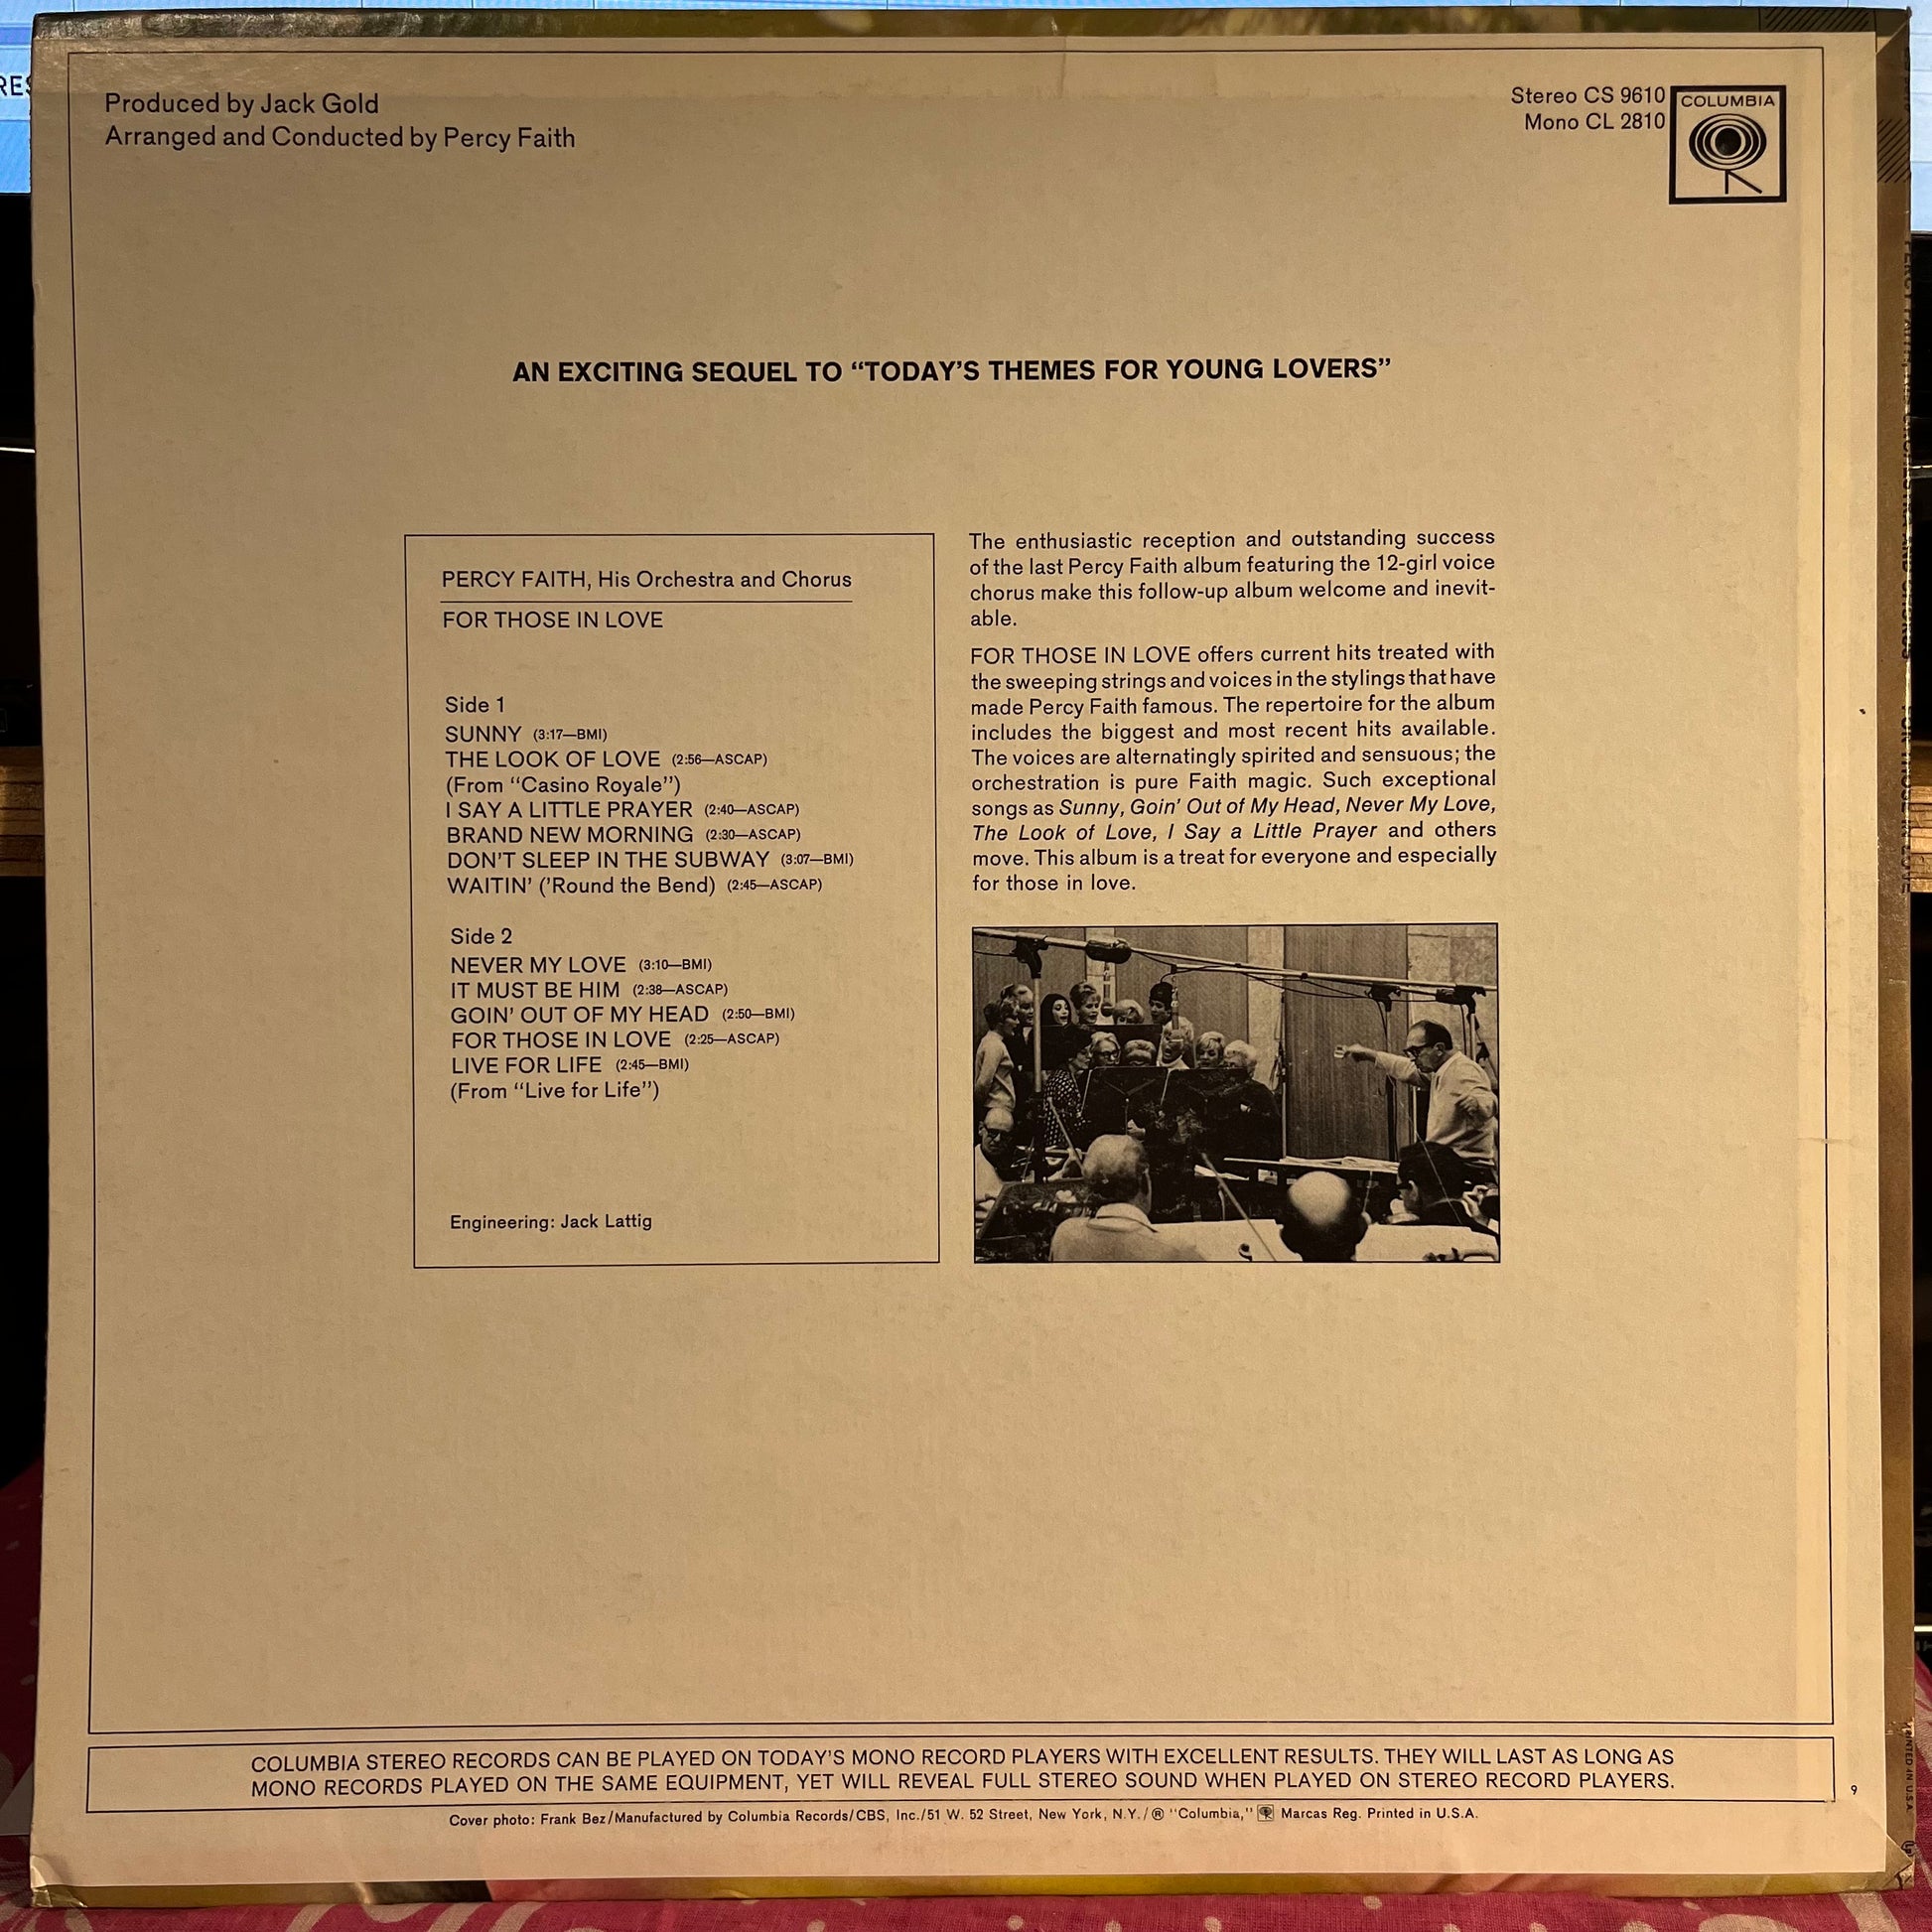 Produced by Jack Gold
Arranged and Conducted by Percy Faith
Stereo CS 9610
Mono CL 2810
COLUMBIA
AN EXCITING SEQUEL TO “TODAY’S THEMES FOR YOUNG LOVERS”
PERCY FAITH, His Orchestra and Chorus
FOR THOSE IN LOVE
Side 1
SUNNY (3:17—BMI)
THE LOOK OF LOVE (2:56—ASCAP)
(From “Casino Royale”)
I SAY A LITTLE PRAYER (2:40—ASCAP)
BRAND NEW MORNING (2:30—ASCAP)
DON’T SLEEP IN THE SUBWAY (3:07—BMI)
WAITIN’ (’Round the Bend) (2:45—ASCAP)
Side 2
NEVER MY LOVE (3:10—BMI)
IT MUST BE HIM (2:38—ASCAP)
GOIN’ OUT OF MY HEAD (2:50—BMI)
FOR THOSE IN LOVE (2:25—ASCAP)
LIVE FOR LIFE (2:45—BMI)
(From “Live for Life”)
Engineering: Jack Lattig
The enthusiastic reception and outstanding success
of the last Percy Faith album featuring the 12-girl voice
chorus make this follow-up album welcome and inevit-
able.
FOR THOSE IN LOVE offers current hits treated with
the sweeping strings and voices in the stylings that have
made Percy Faith famous. The repertoire for the album
includes the biggest and most recent hits available.
The voices are alternatingly spirited and sensuous; the
orchestration is pure Faith magic. Such exceptional
songs as Sunny, Goin’ Out of My Head, Never My Love,
The Look of Love, I Say a Little Prayer and others
move. This album is a treat for everyone and especially
for those in love.
COLUMBIA STEREO RECORDS CAN BE PLAYED ON TODAY’S MONO RECORD PLAYERS WITH EXCELLENT RESULTS. THEY WILL LAST AS LONG AS
MONO RECORDS PLAYED ON THE SAME EQUIPMENT, YET WILL REVEAL FULL STEREO SOUND WHEN PLAYED ON STEREO RECORD PLAYERS.
9
Cover photo: Frank Bez/Manufactured by Columbia Records/CBS, Inc./51 W. 52 Street, New York, N.Y./® “Columbia,” Marcas Reg. Printed in U.S.A.